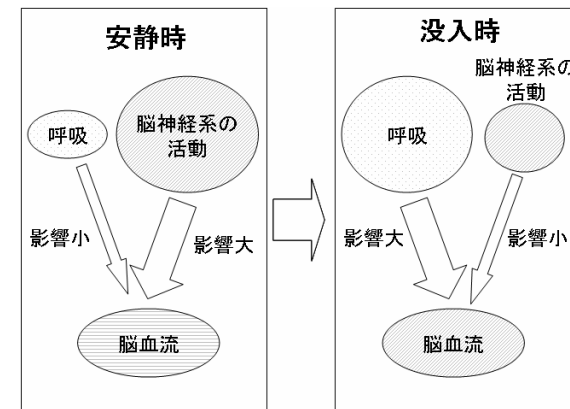 安静時
呼吸
脳神経系の
活動
影響小
影響大
脳血流
没入時
脳神経系の
活動
呼吸
影響大
影響小
脳血流